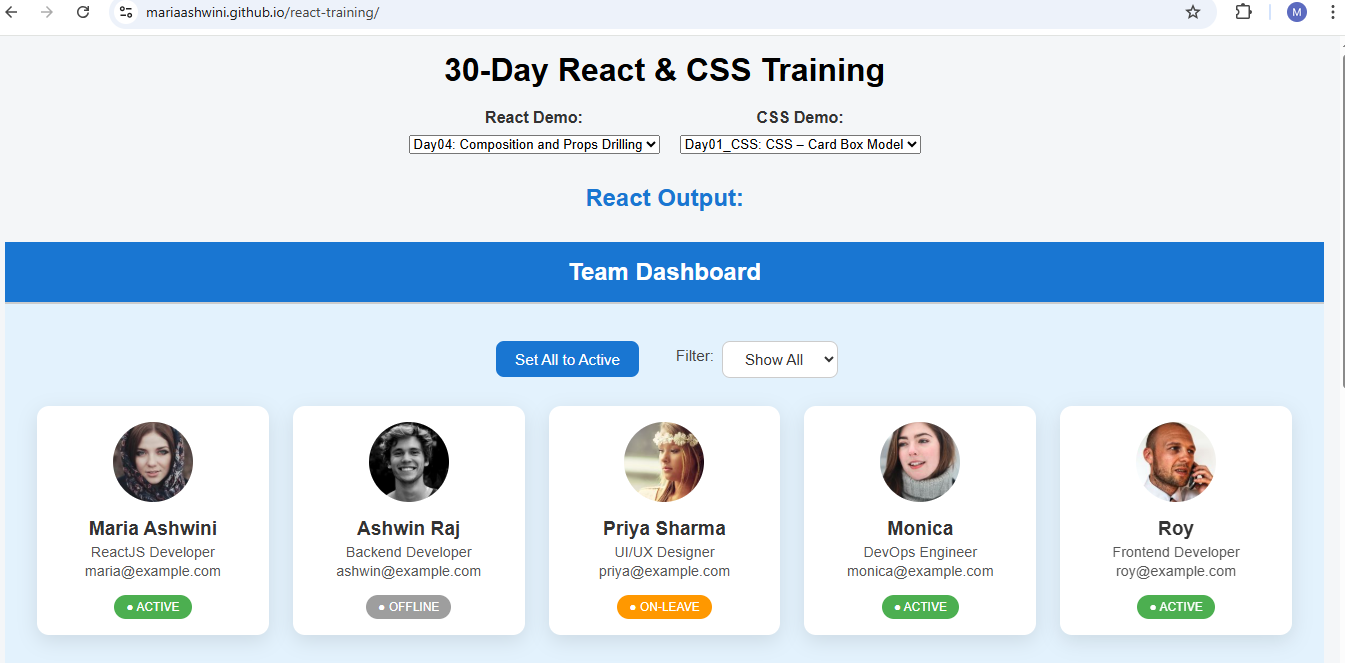 mariaashwini.github.io/react-training/
M
30-Day React & CSS Training
React Demo:
CSS Demo:
Day04: Composition and Props Drilling
Day01_CSS: CSS – Card Box Model
React Output:
Team Dashboard
Set All to Active
Filter:
Show All
Maria Ashwini
ReactJS Developer
maria@example.com
● ACTIVE
Ashwin Raj
Backend Developer
ashwin@example.com
● OFFLINE
Priya Sharma
UI/UX Designer
priya@example.com
● ON-LEAVE
Monica
DevOps Engineer
monica@example.com
● ACTIVE
Roy
Frontend Developer
roy@example.com
● ACTIVE